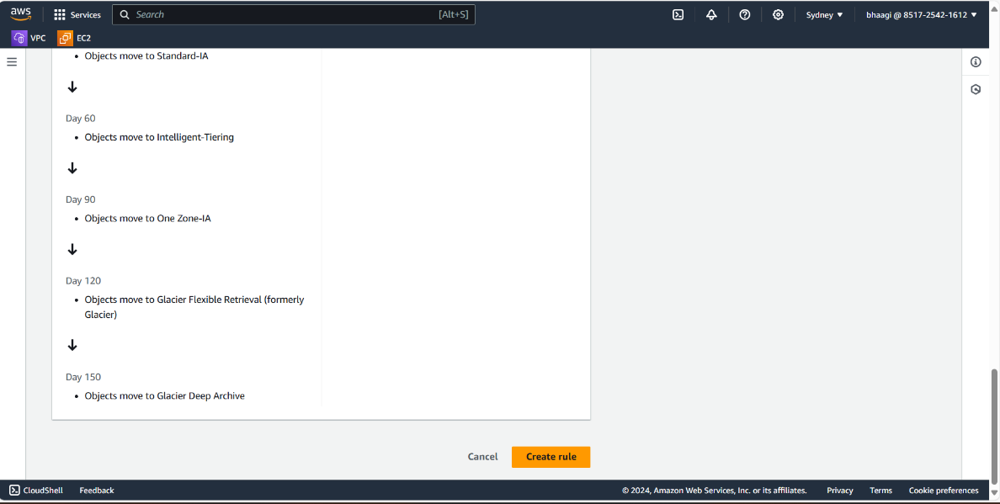 aws
Services
Search
[Alt+S]
Sydney ▼
bhaagi @ 8517-2542-1612 ▼
VPC
EC2
• Objects move to Standard-IA
Day 60
• Objects move to Intelligent-Tiering
Day 90
• Objects move to One Zone-IA
Day 120
• Objects move to Glacier Flexible Retrieval (formerly
Glacier)
Day 150
• Objects move to Glacier Deep Archive
Cancel
Create rule
CloudShell
Feedback
© 2024, Amazon Web Services, Inc. or its affiliates.
Privacy
Terms
Cookie preferences